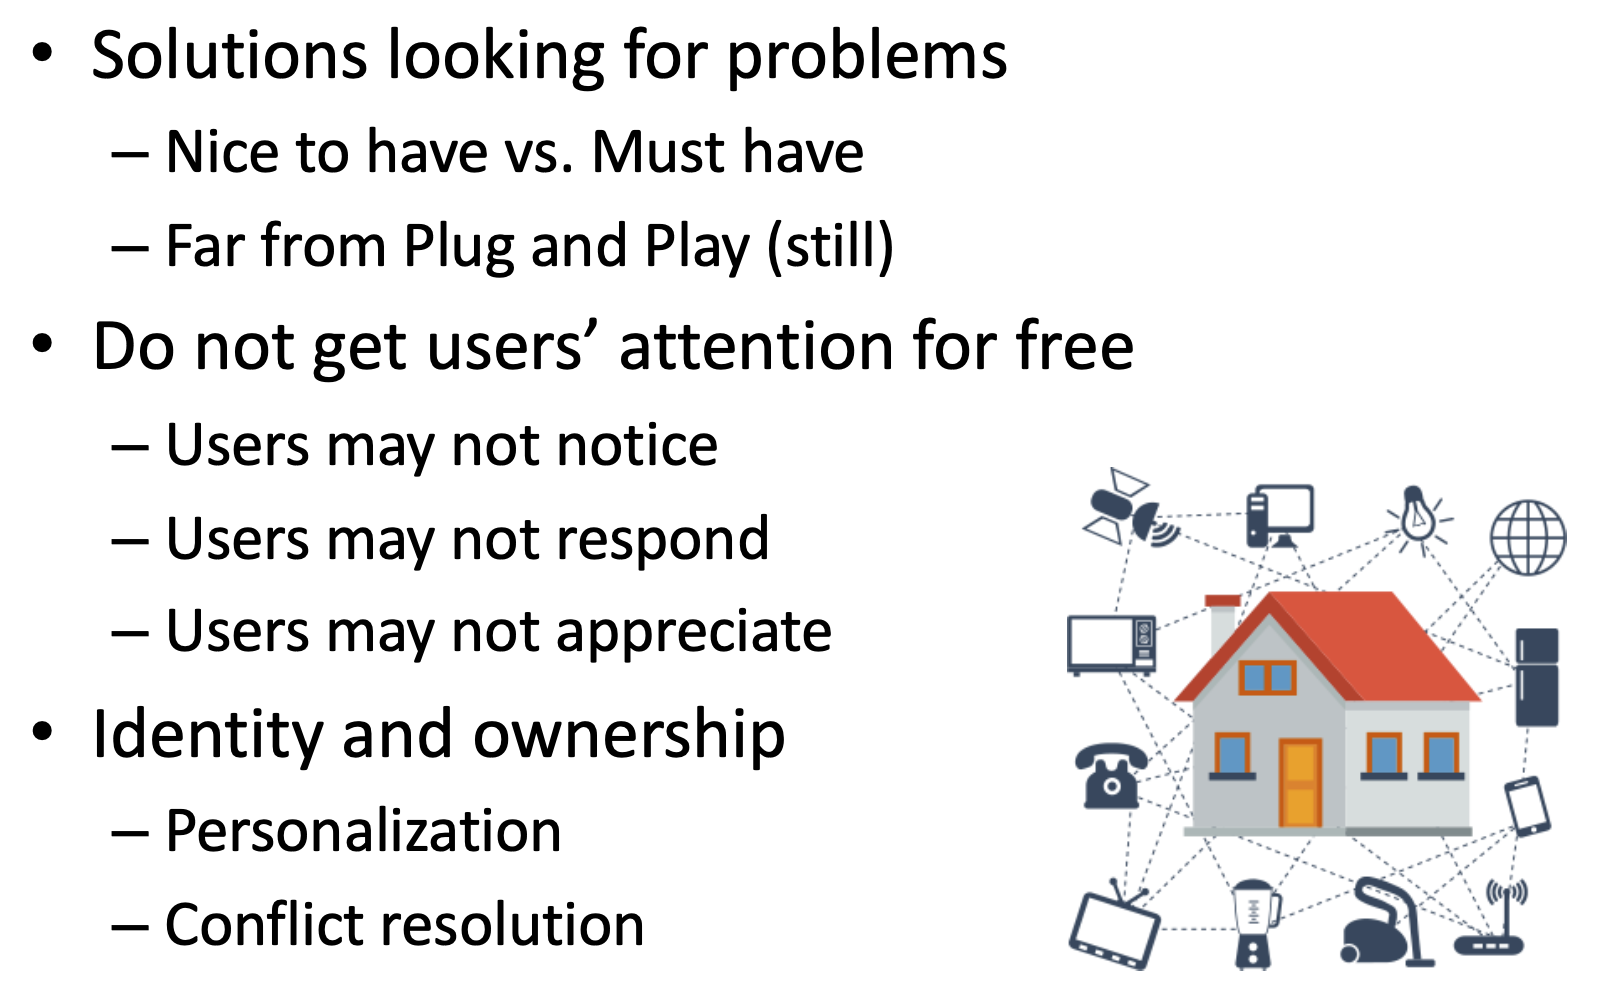 • Solutions looking for problems
– Nice to have vs. Must have
– Far from Plug and Play (still)
• Do not get users’ attention for free
– Users may not notice
– Users may not respond
– Users may not appreciate
• Identity and ownership
– Personalization
– Conflict resolution